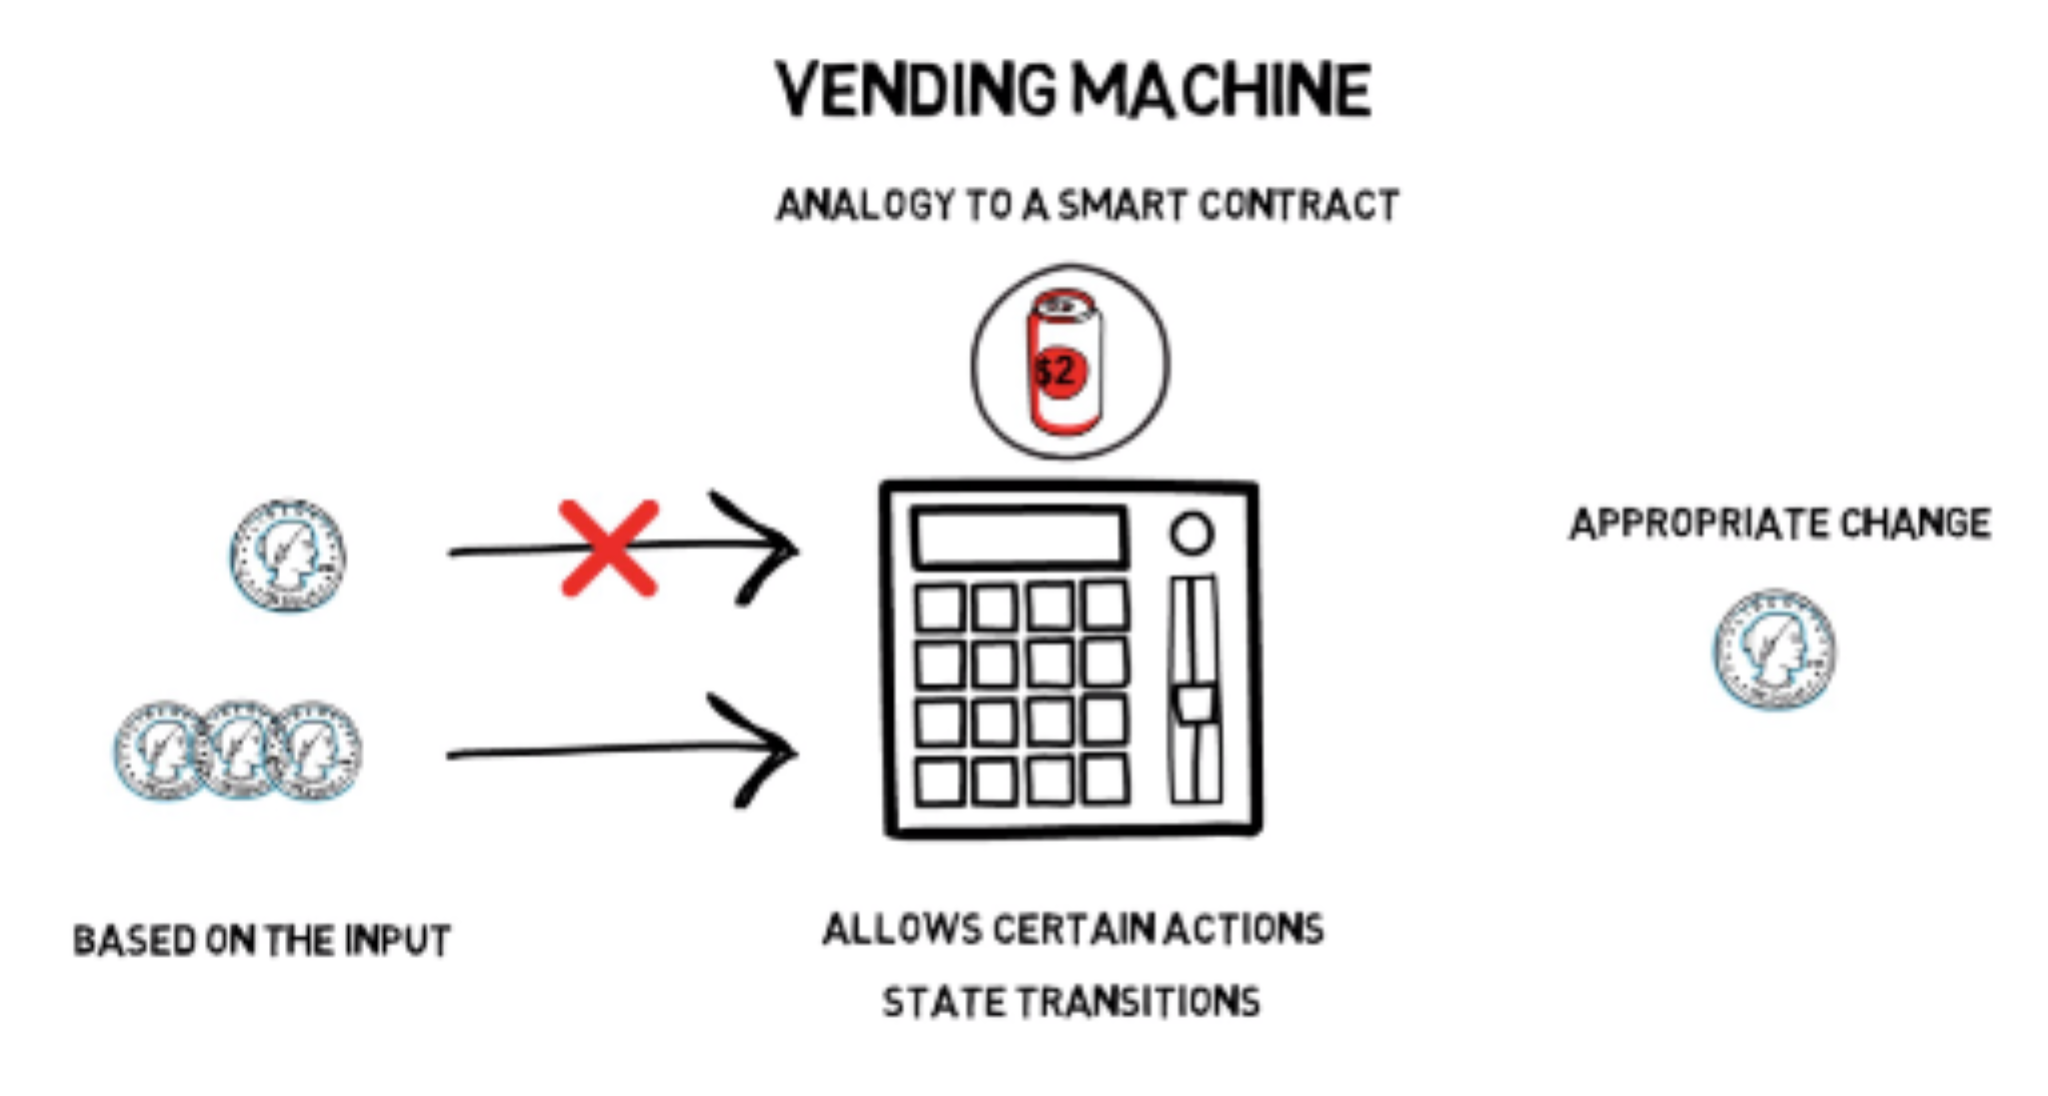 VENDING MACHINE
ANALOGY TO A SMART CONTRACT
$2
APPROPRIATE CHANGE
BASED ON THE INPUT
ALLOWS CERTAIN ACTIONS
STATE TRANSITIONS